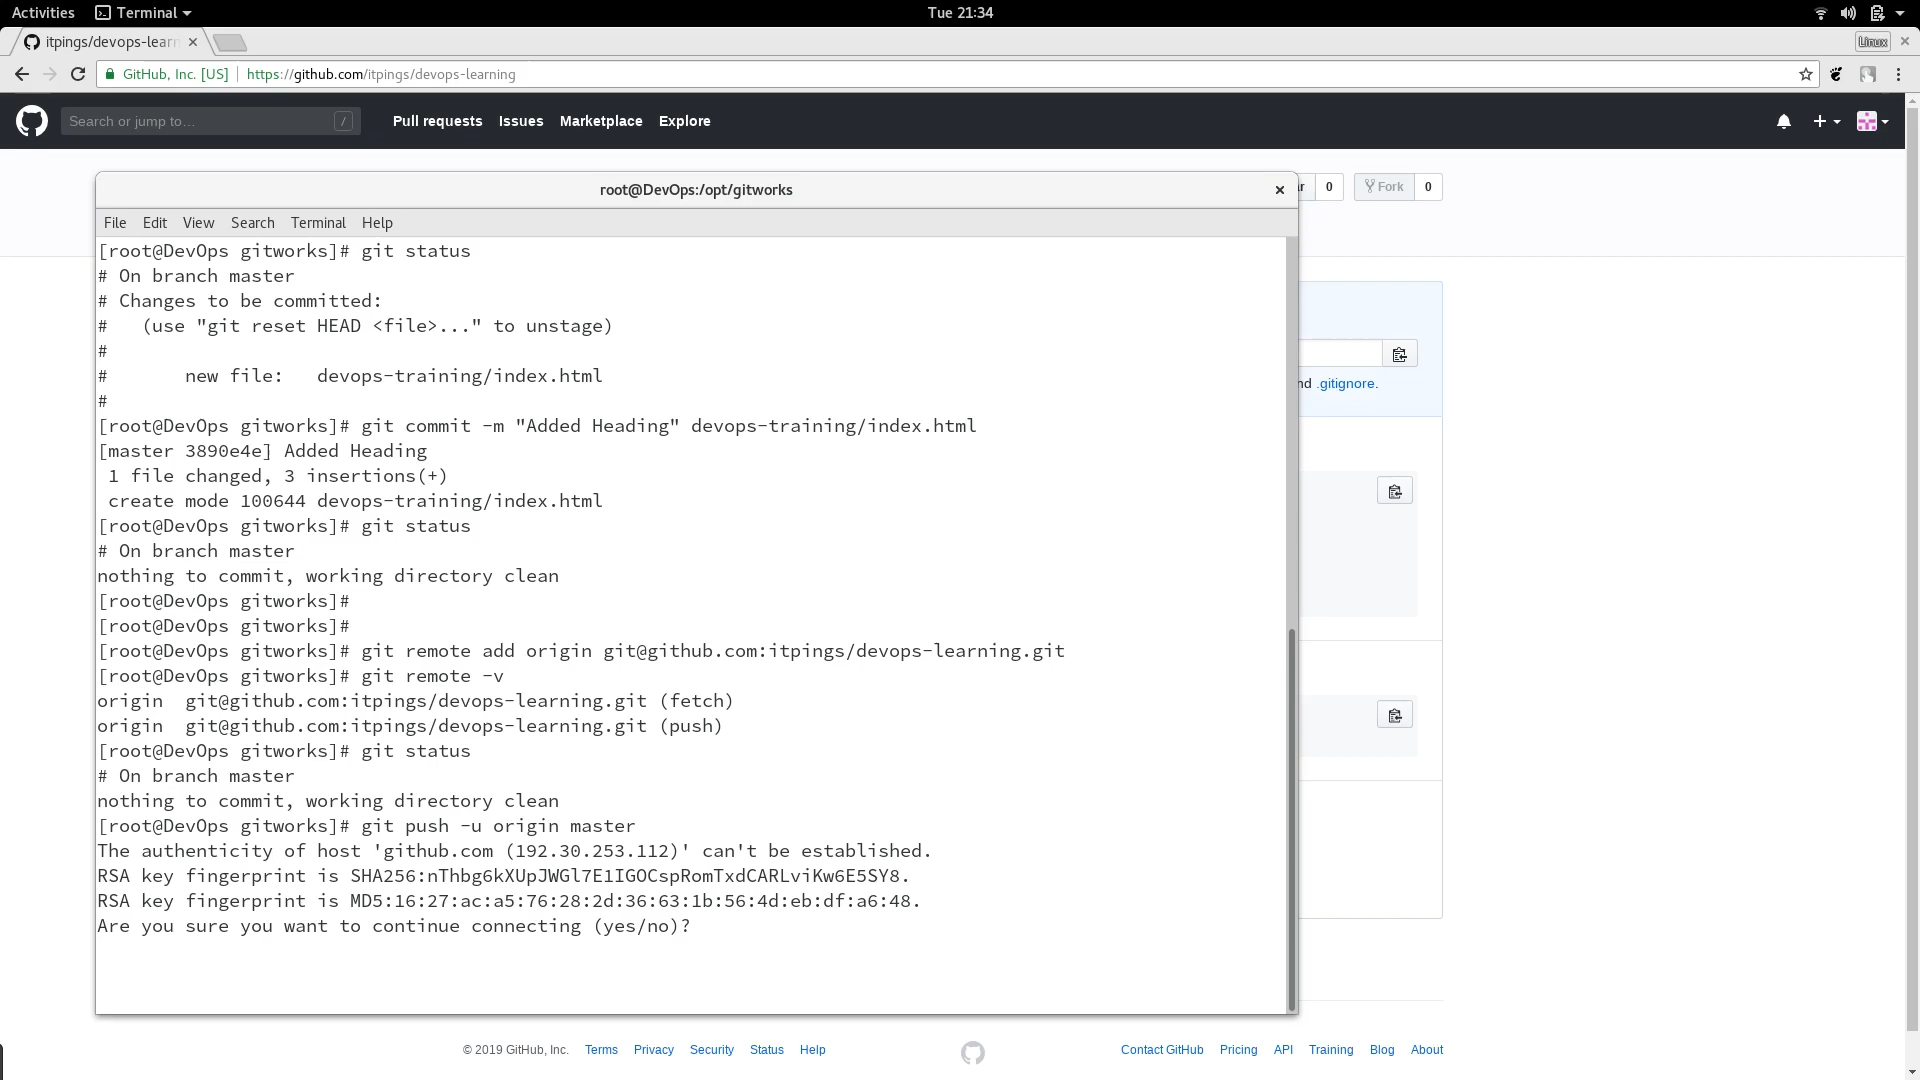 Activities Terminal Tue 21:34
itpings/devops-learn Linux
GitHub, Inc. [US] https://github.com/itpings/devops-learning
Search or jump to… / Pull requests Issues Marketplace Explore
root@DevOps:/opt/gitworks
ar 0 Fork 0
File Edit View Search Terminal Help
[root@DevOps gitworks]# git status
# On branch master
# Changes to be committed:
#   (use "git reset HEAD <file>..." to unstage)
#
#       new file:   devops-training/index.html
#
nd .gitignore.
[root@DevOps gitworks]# git commit -m "Added Heading" devops-training/index.html
[master 3890e4e] Added Heading
 1 file changed, 3 insertions(+)
 create mode 100644 devops-training/index.html
[root@DevOps gitworks]# git status
# On branch master
nothing to commit, working directory clean
[root@DevOps gitworks]#
[root@DevOps gitworks]#
[root@DevOps gitworks]# git remote add origin git@github.com:itpings/devops-learning.git
[root@DevOps gitworks]# git remote -v
origin  git@github.com:itpings/devops-learning.git (fetch)
origin  git@github.com:itpings/devops-learning.git (push)
[root@DevOps gitworks]# git status
# On branch master
nothing to commit, working directory clean
[root@DevOps gitworks]# git push -u origin master
The authenticity of host 'github.com (192.30.253.112)' can't be established.
RSA key fingerprint is SHA256:nThbg6kXUpJWGl7E1IGOCspRomTxdCARLviKw6E5SY8.
RSA key fingerprint is MD5:16:27:ac:a5:76:28:2d:36:63:1b:56:4d:eb:df:a6:48.
Are you sure you want to continue connecting (yes/no)?
© 2019 GitHub, Inc. Terms Privacy Security Status Help Contact GitHub Pricing API Training Blog About